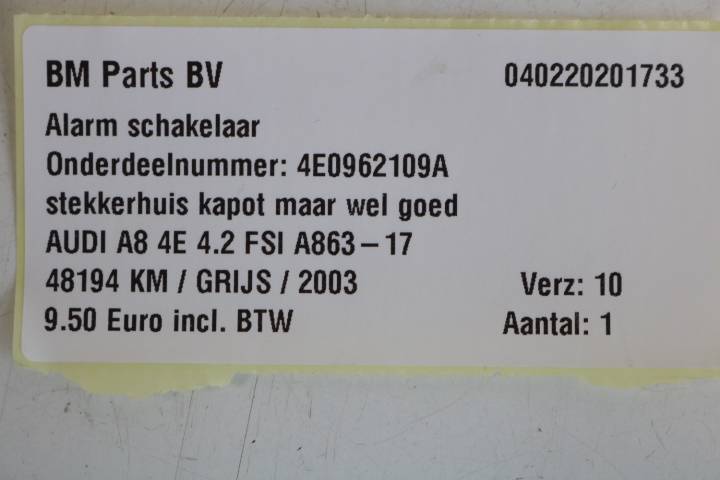 BM Parts BV 040220201733
Alarm schakelaar
Onderdeelnummer: 4E0962109A
stekkerhuis kapot maar wel goed
AUDI A8 4E 4.2 FSI A863-17
48194 KM / GRIJS / 2003 Verz: 10
9.50 Euro incl. BTW Aantal: 1